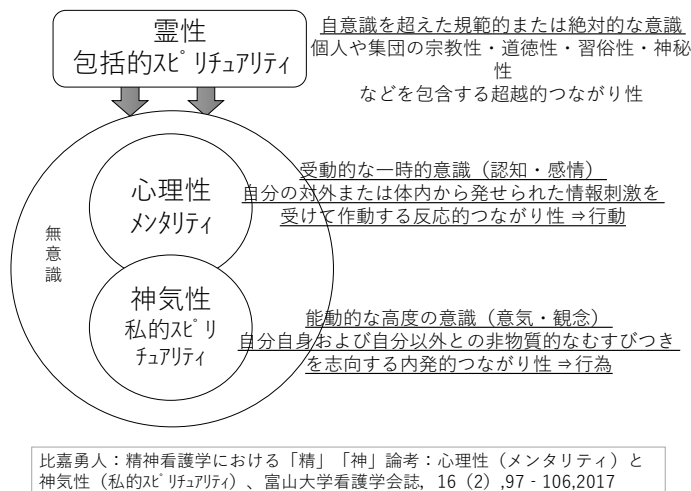 霊性
包括的スピリチュアリティ
自意識を超えた規範的または絶対的な意識
個人や集団の宗教性・道徳性・習俗性・神秘
性
などを包含する超越的つながり性
心理性
メンタリティ
受動的な一時的意識（認知・感情）
自分の対外または体内から発せられた情報刺激を
受けて作動する反応的つながり性 ⇒行動
無意識
神気性
私的スピリ
チュアリティ
能動的な高度の意識（意気・観念）
自分自身および自分以外との非物質的なむすびつき
を志向する内発的つながり性 ⇒行為
比嘉勇人：精神看護学における「精」「神」論考：心理性（メンタリティ）と
神気性（私的スピリチュアリティ）、富山大学看護学会誌, 16（2）,97‐106,2017